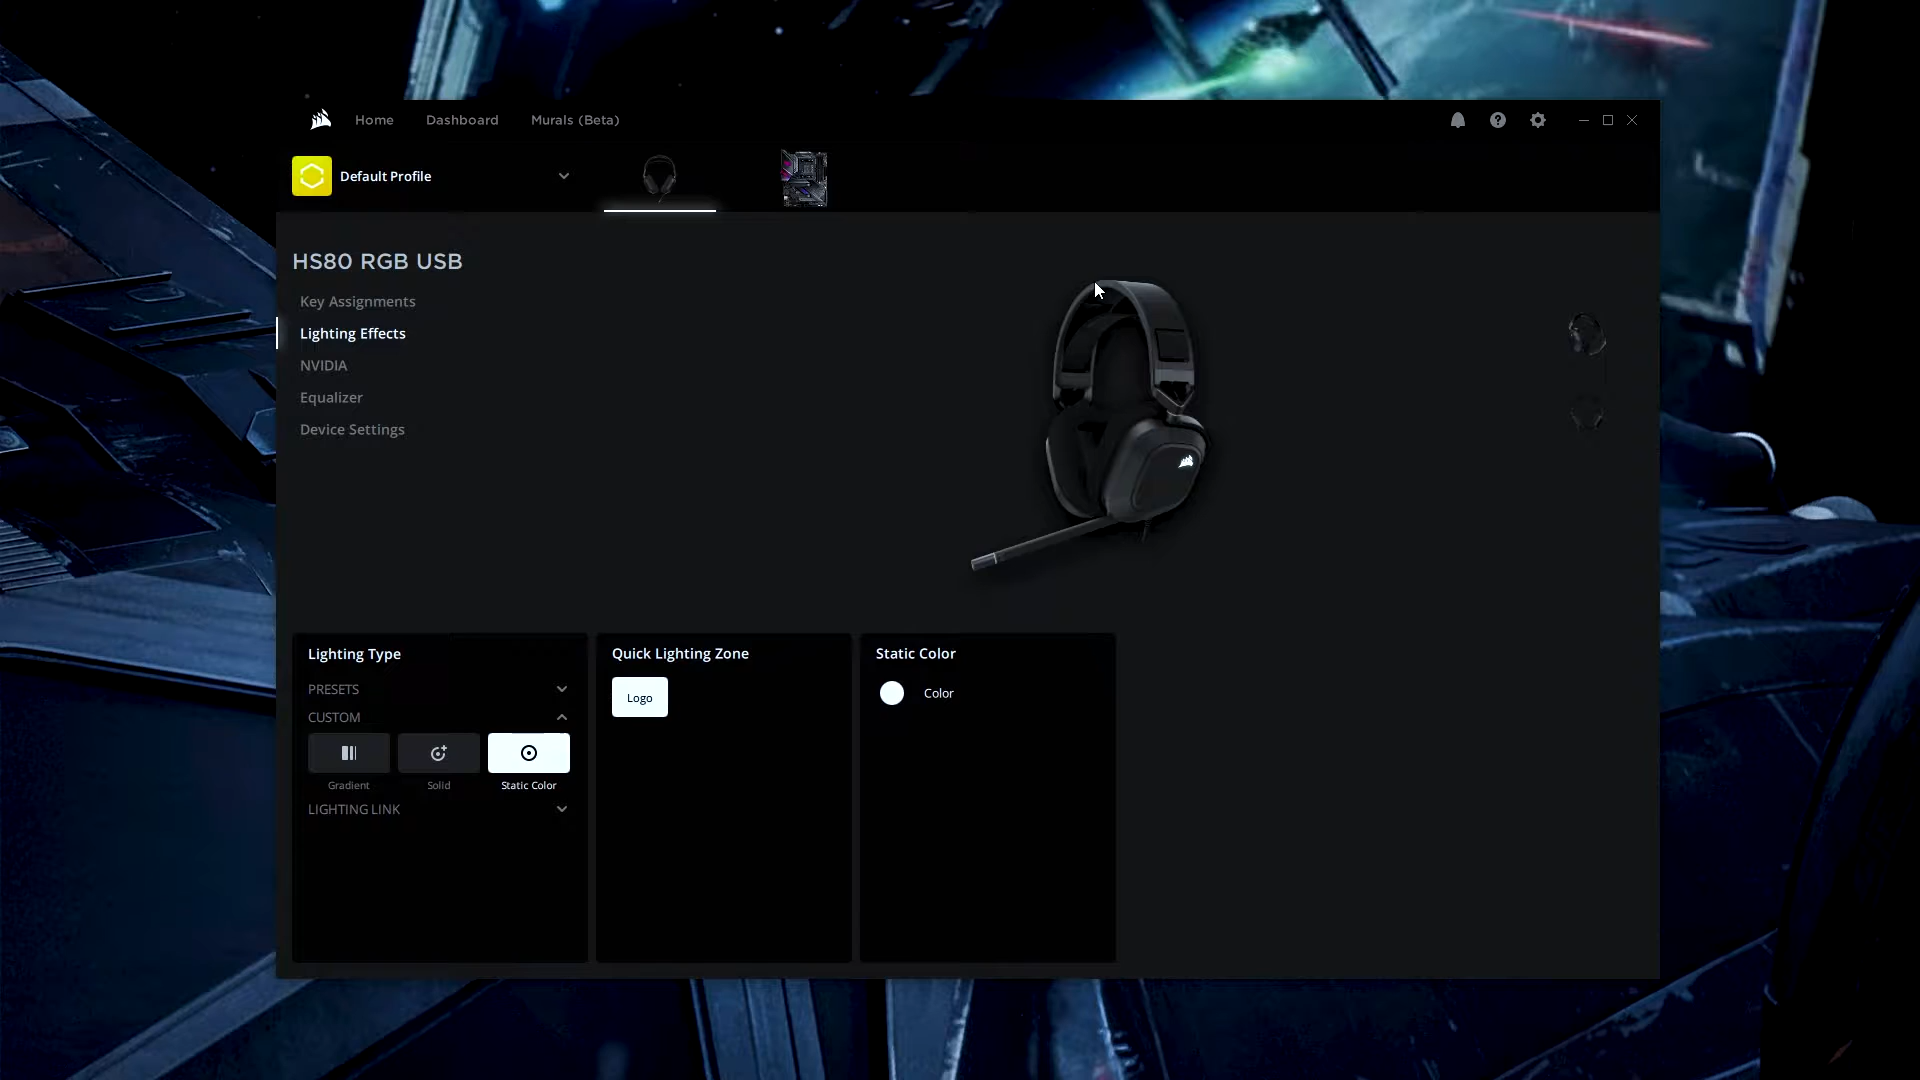 Home Dashboard Murals (Beta)
Default Profile
HS80 RGB USB
Key Assignments
Lighting Effects
NVIDIA
Equalizer
Device Settings
Lighting Type
PRESETS
CUSTOM
Gradient Solid Static Color
LIGHTING LINK
Quick Lighting Zone
Logo
Static Color
Color